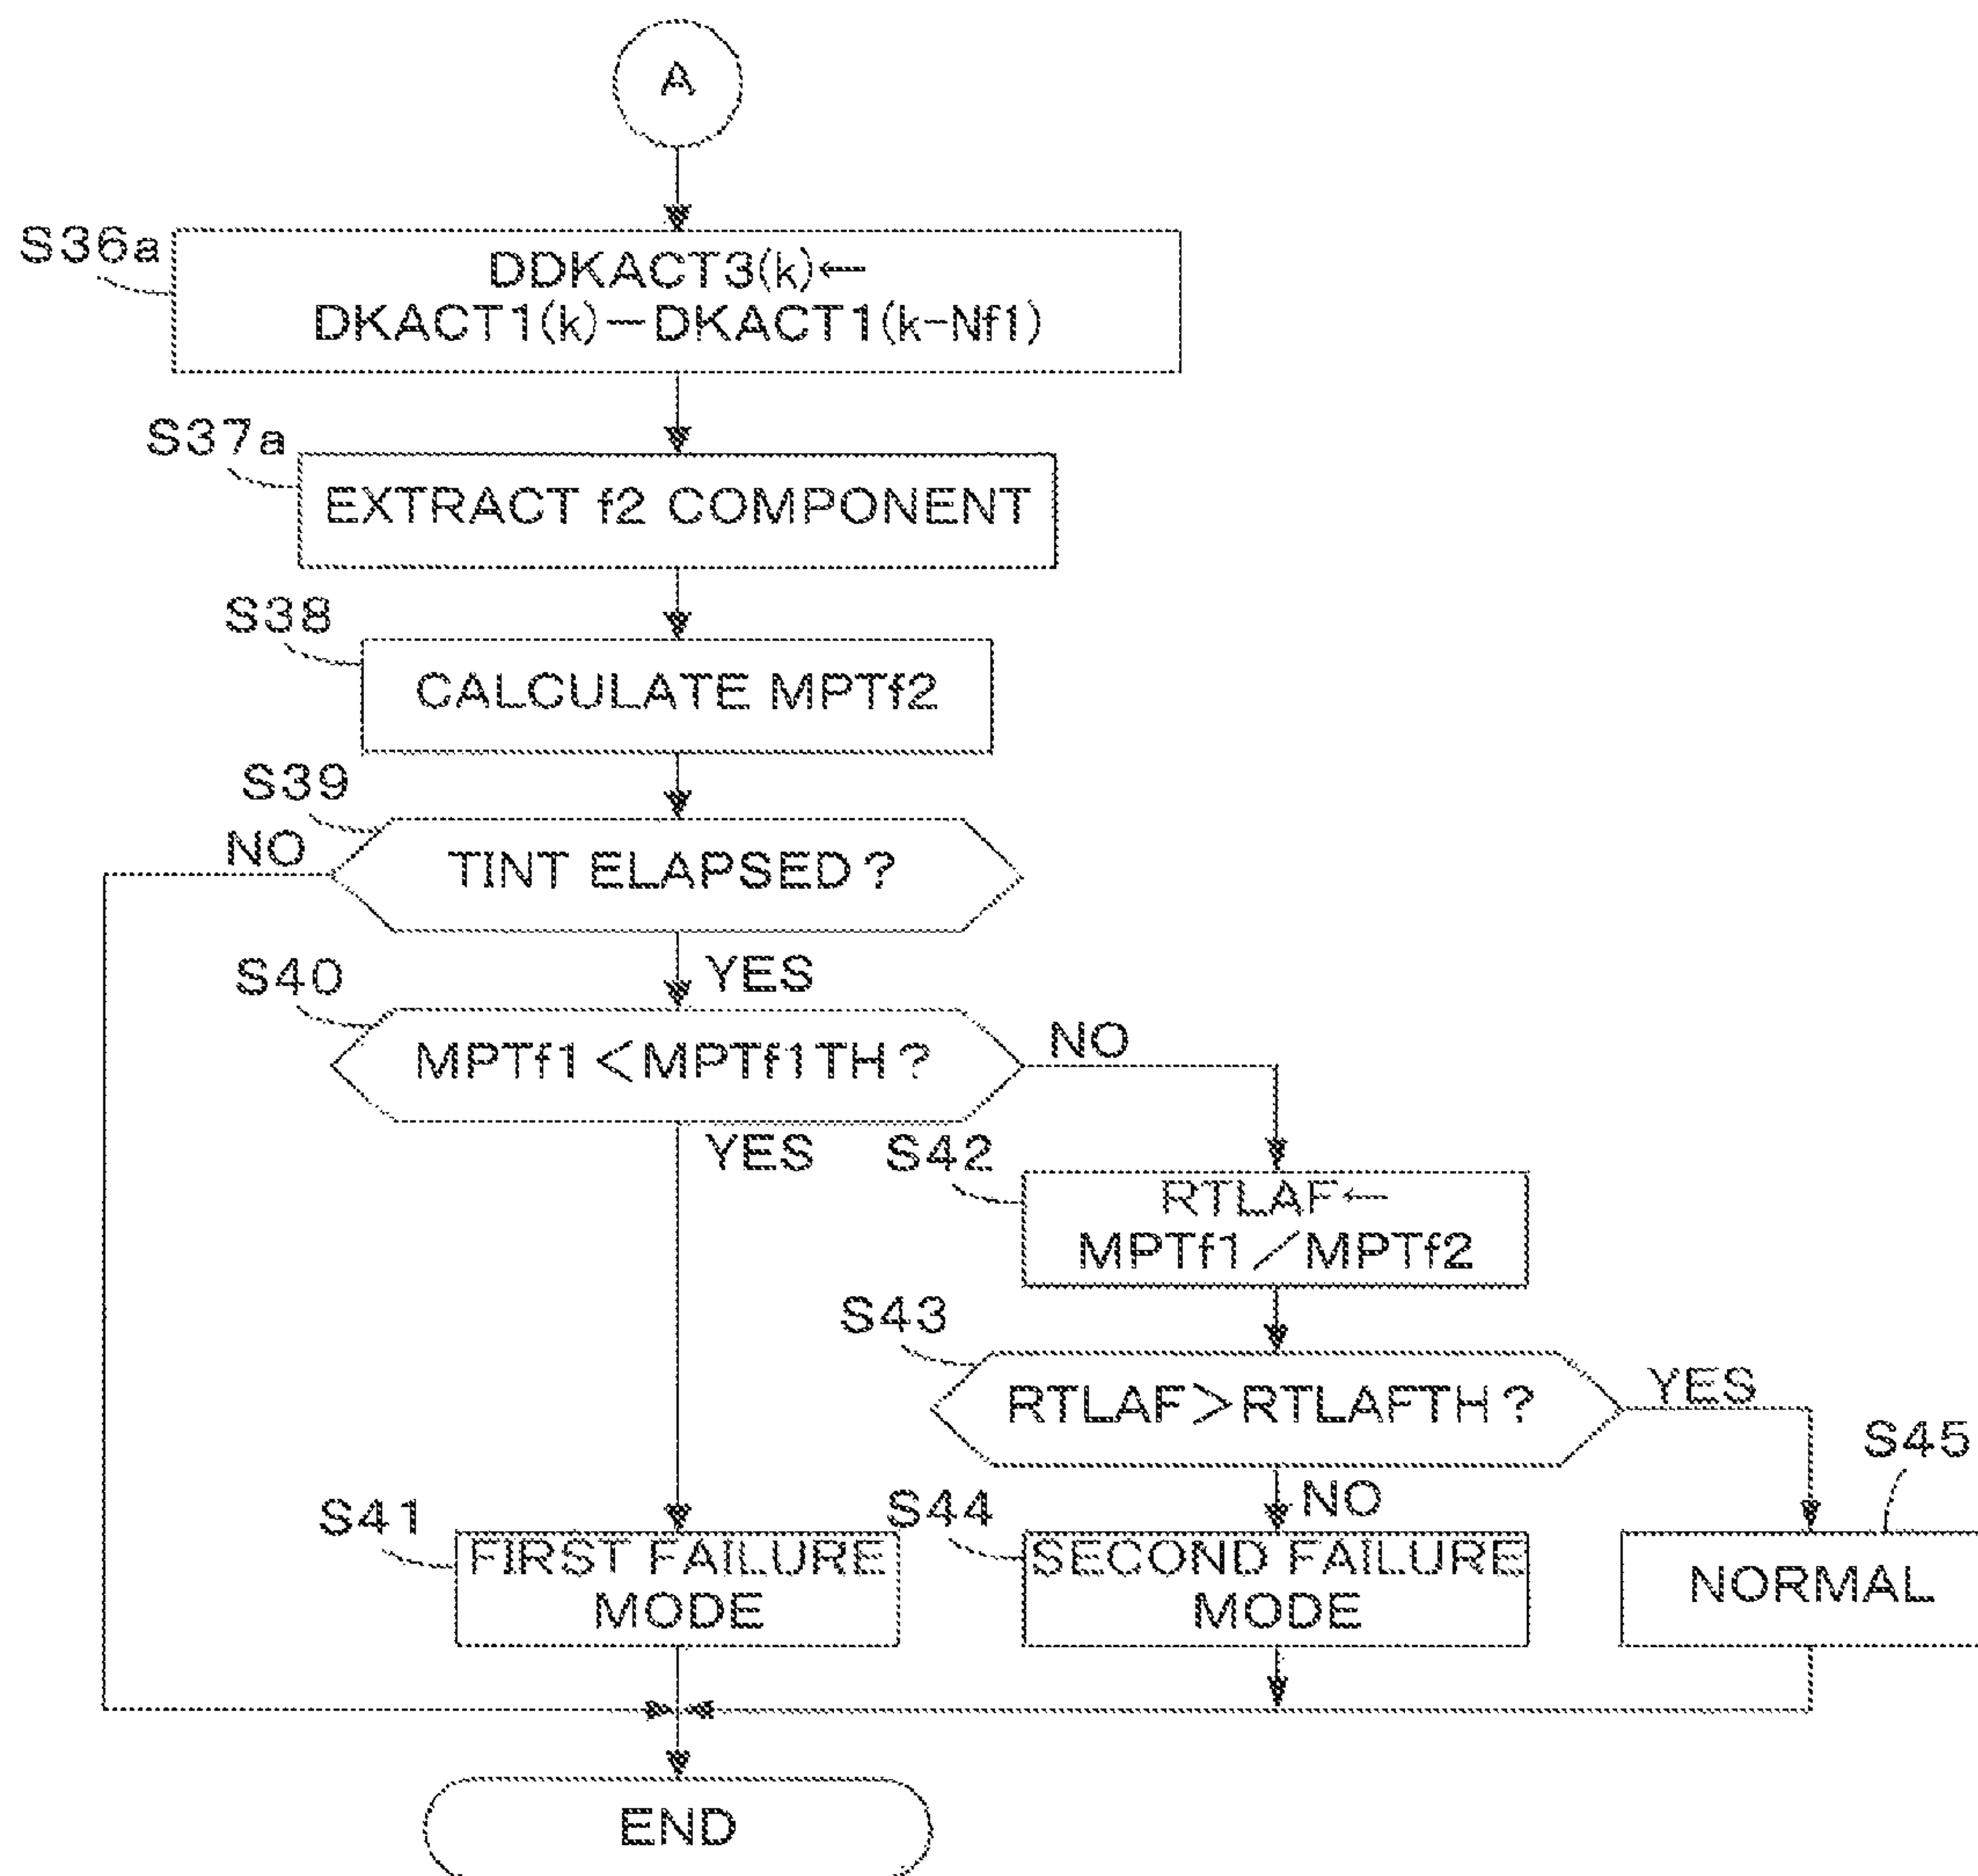 A
S36a
DDKACT3(k)←
DKACT1(k)−DKACT1(k-Nf1)
S37a
EXTRACT f2 COMPONENT
S38
CALCULATE MPTf2
S39
NO
TINT ELAPSED?
YES
S40
MPTf1<MPTf1TH?
NO
YES
S42
RTLAF←
MPTf1/MPTf2
S43
RTLAF>RTLAFTH?
YES
S45
NO
S41
FIRST FAILURE
MODE
S44
SECOND FAILURE
MODE
NORMAL
END